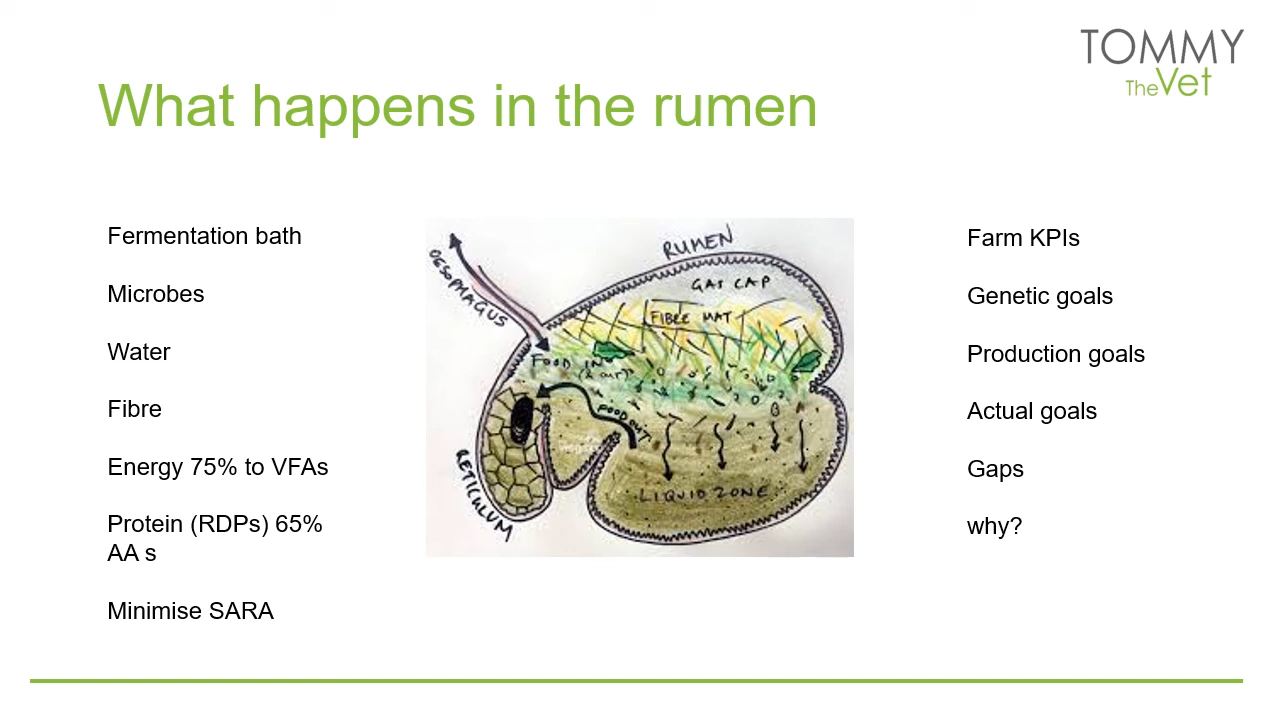 TOMMY
TheVet
What happens in the rumen
Fermentation bath
Microbes
Water
Fibre
Energy 75% to VFAs
Protein (RDPs) 65%
AA s
Minimise SARA
OESOPHAGUS
RUMEN
GAS CAP
FIBRE MAT
FOOD IN
(& OUT)
FOOD OUT
RETICULUM
LIQUID ZONE
Farm KPIs
Genetic goals
Production goals
Actual goals
Gaps
why?